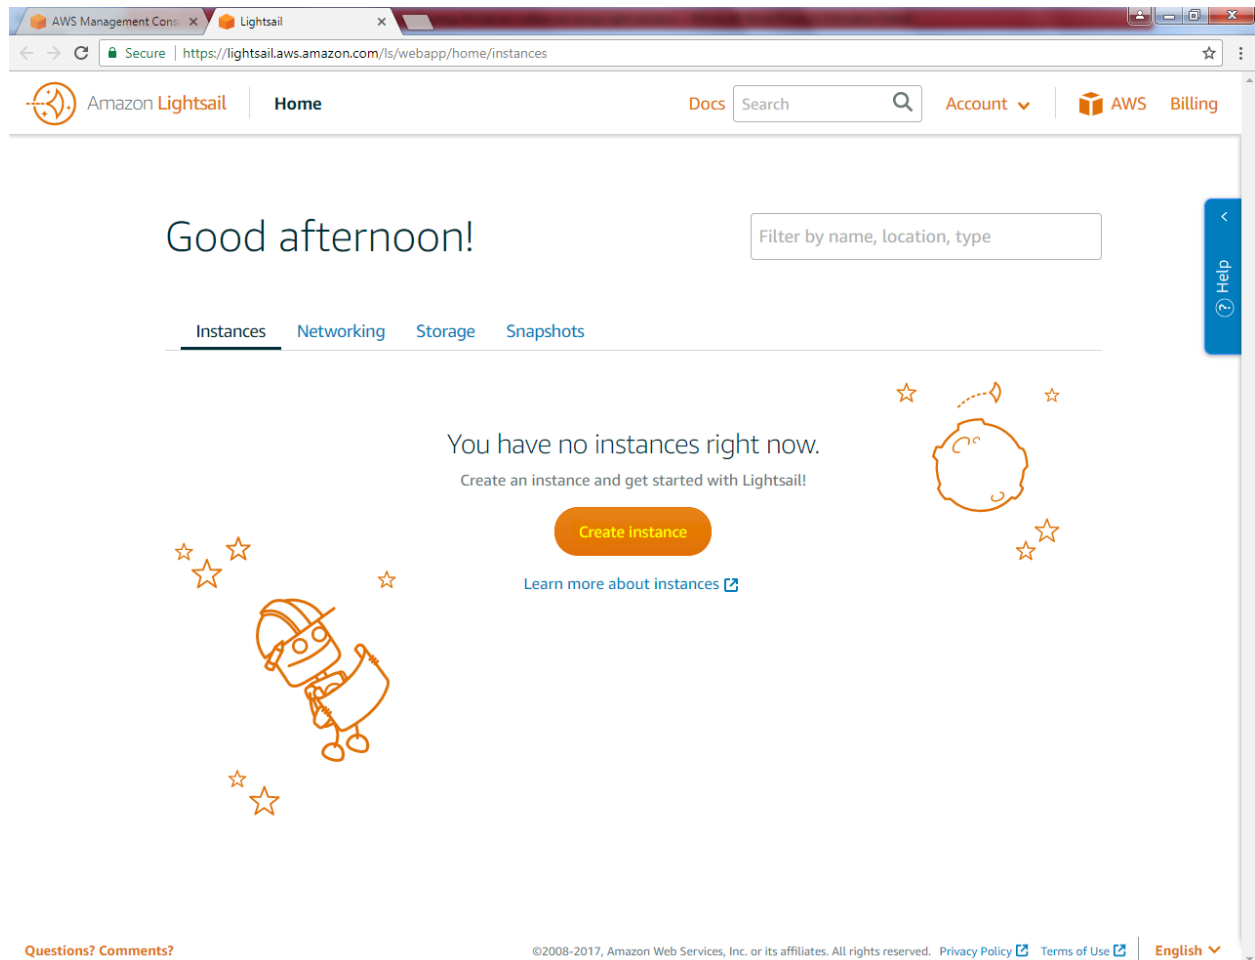 AWS Management Cons
Lightsail
Secure | https://lightsail.aws.amazon.com/ls/webapp/home/instances
Amazon Lightsail Home Docs Search Account AWS Billing
Good afternoon!
Filter by name, location, type
? Help
Instances Networking Storage Snapshots
You have no instances right now.
Create an instance and get started with Lightsail!
Create instance
Learn more about instances
Questions? Comments?
©2008-2017, Amazon Web Services, Inc. or its affiliates. All rights reserved. Privacy Policy Terms of Use English